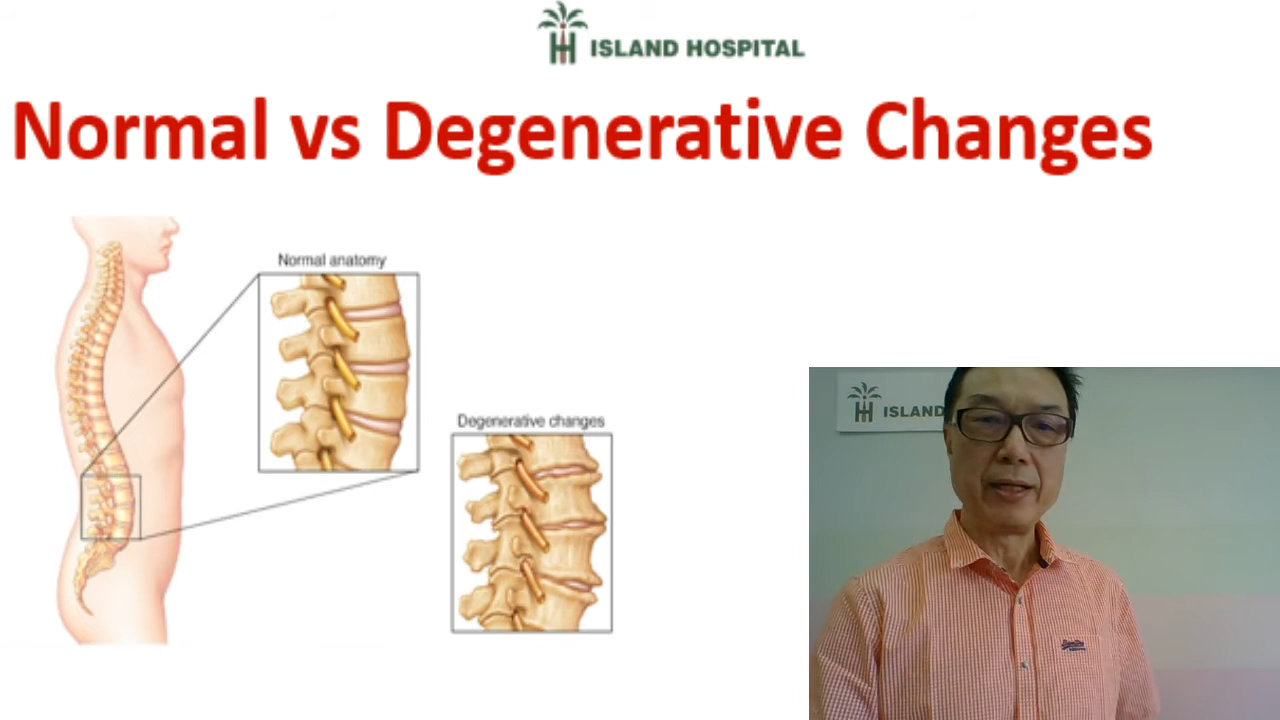 ISLAND HOSPITAL
Normal vs Degenerative Changes
Normal anatomy
Degenerative changes
ISLAND